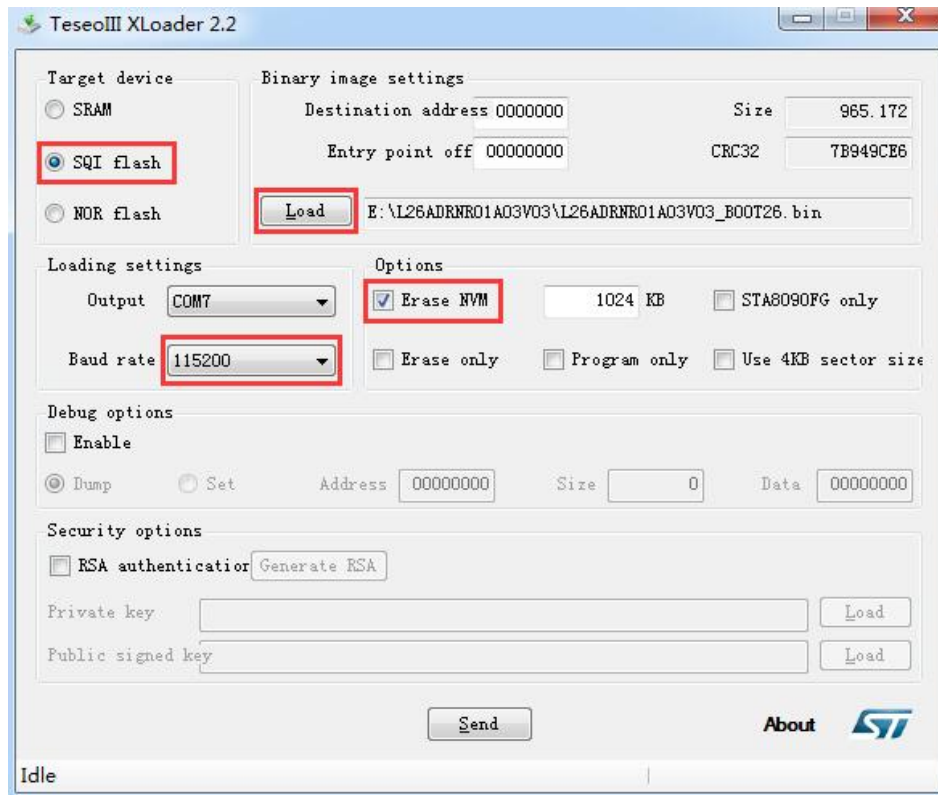 TeseoIII XLoader 2.2
Target device
SRAM
SQI flash
NOR flash
Binary image settings
Destination address 0000000 Size 965.172
Entry point off 00000000 CRC32 7B949CE6
Load E:\L26ADRNR01A03V03\L26ADRNR01A03V03_BOOT26.bin
Loading settings
Output COM7
Baud rate 115200
Options
Erase NVM 1024 KB STA8090FG only
Erase only Program only Use 4KB sector size
Debug options
Enable
Dump Set Address 00000000 Size 0 Data 00000000
Security options
RSA authentication Generate RSA
Private key Load
Public signed key Load
Send About ST
Idle